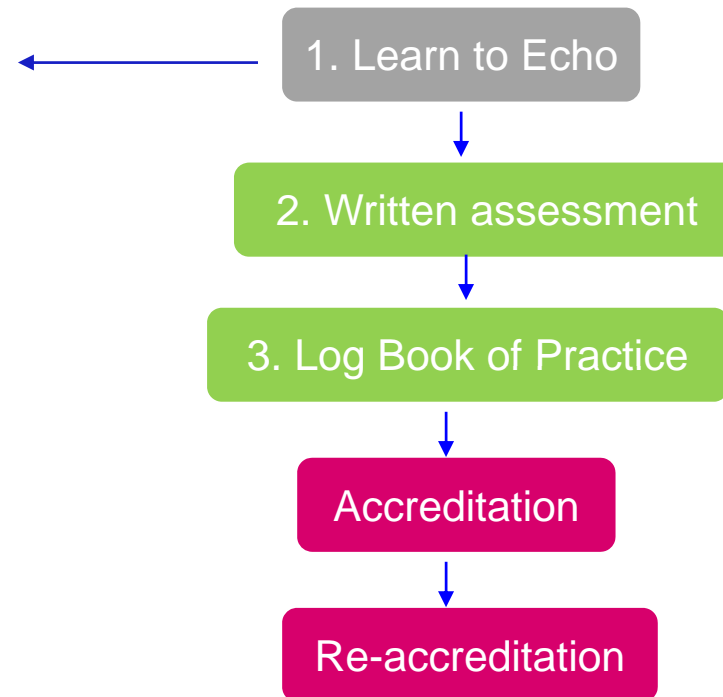 1. Learn to Echo
2. Written assessment
3. Log Book of Practice
Accreditation
Re-accreditation